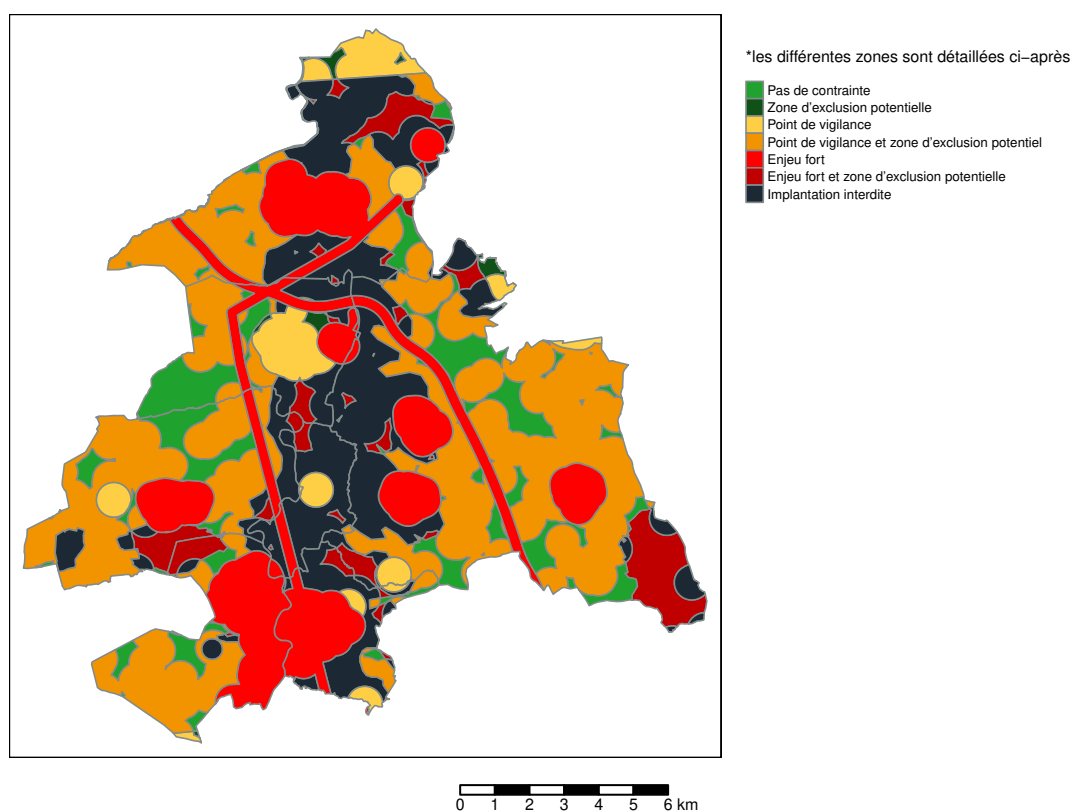 *les différentes zones sont détaillées ci–après
Pas de contrainte
Zone d'exclusion potentielle
Point de vigilance
Point de vigilance et zone d'exclusion potentiel
Enjeu fort
Enjeu fort et zone d'exclusion potentielle
Implantation interdite
0 1 2 3 4 5 6 km